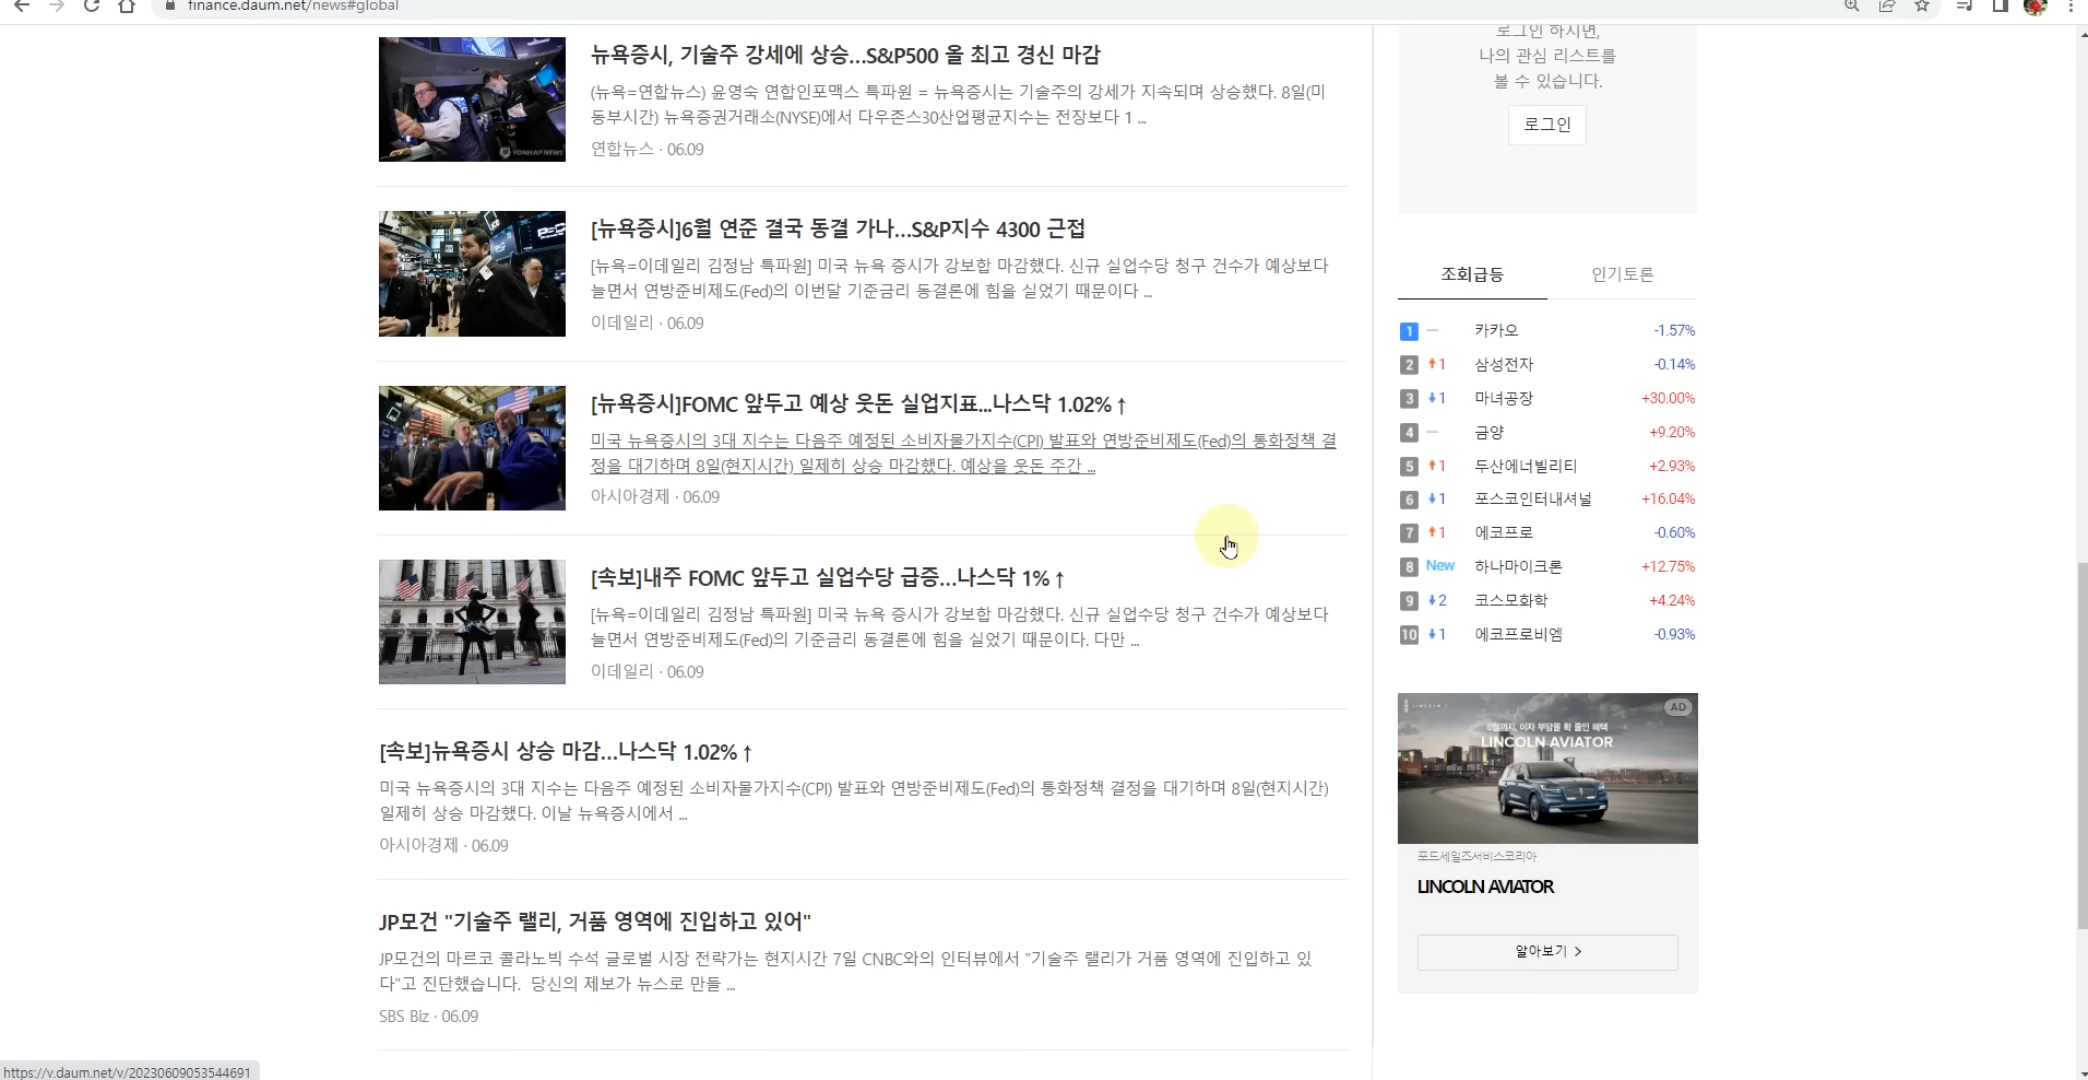 finance.daum.net/news#global
뉴욕증시, 기술주 강세에 상승...S&P500 올 최고 경신 마감
(뉴욕=연합뉴스) 윤영숙 연합인포맥스 특파원 = 뉴욕증시는 기술주의 강세가 지속되며 상승했다. 8일(미
동부시간) 뉴욕증권거래소(NYSE)에서 다우존스30산업평균지수는 전장보다 1 ...
연합뉴스 · 06.09
YONHAPNEWS
[뉴욕증시]6월 연준 결국 동결 가나...S&P지수 4300 근접
[뉴욕=이데일리 김정남 특파원] 미국 뉴욕 증시가 강보합 마감했다. 신규 실업수당 청구 건수가 예상보다
늘면서 연방준비제도(Fed)의 이번달 기준금리 동결론에 힘을 실었기 때문이다 ...
이데일리 · 06.09
[뉴욕증시]FOMC 앞두고 예상 웃돈 실업지표...나스닥 1.02%↑
미국 뉴욕증시의 3대 지수는 다음주 예정된 소비자물가지수(CPI) 발표와 연방준비제도(Fed)의 통화정책 결
정을 대기하며 8일(현지시간) 일제히 상승 마감했다. 예상을 웃돈 주간 ...
아시아경제 · 06.09
[속보]내주 FOMC 앞두고 실업수당 급증...나스닥 1%↑
[뉴욕=이데일리 김정남 특파원] 미국 뉴욕 증시가 강보합 마감했다. 신규 실업수당 청구 건수가 예상보다
늘면서 연방준비제도(Fed)의 기준금리 동결론에 힘을 실었기 때문이다. 다만 ...
이데일리 · 06.09
[속보]뉴욕증시 상승 마감...나스닥 1.02%↑
미국 뉴욕증시의 3대 지수는 다음주 예정된 소비자물가지수(CPI) 발표와 연방준비제도(Fed)의 통화정책 결정을 대기하며 8일(현지시간)
일제히 상승 마감했다. 이날 뉴욕증시에서 ...
아시아경제 · 06.09
JP모건 "기술주 랠리, 거품 영역에 진입하고 있어"
JP모건의 마르코 콜라노빅 수석 글로벌 시장 전략가는 현지시간 7일 CNBC와의 인터뷰에서 "기술주 랠리가 거품 영역에 진입하고 있
다"고 진단했습니다. 당신의 제보가 뉴스로 만들 ...
SBS Biz · 06.09
로그인 하시면,
나의 관심 리스트를
볼 수 있습니다.
로그인
조회급등 인기토론
1 — 카카오 -1.57%
2 ↑1 삼성전자 -0.14%
3 ↓1 마녀공장 +30.00%
4 — 금양 +9.20%
5 ↑1 두산에너빌리티 +2.93%
6 ↓1 포스코인터내셔널 +16.04%
7 ↑1 에코프로 -0.60%
8 New 하나마이크론 +12.75%
9 ↓2 코스모화학 +4.24%
10 ↓1 에코프로비엠 -0.93%
LINCOLN
AD
6월까지, 이자 부담을 확 줄인 혜택
LINCOLN AVIATOR
포드세일즈서비스코리아
LINCOLN AVIATOR
알아보기 >
https://v.daum.net/v/20230609053544691